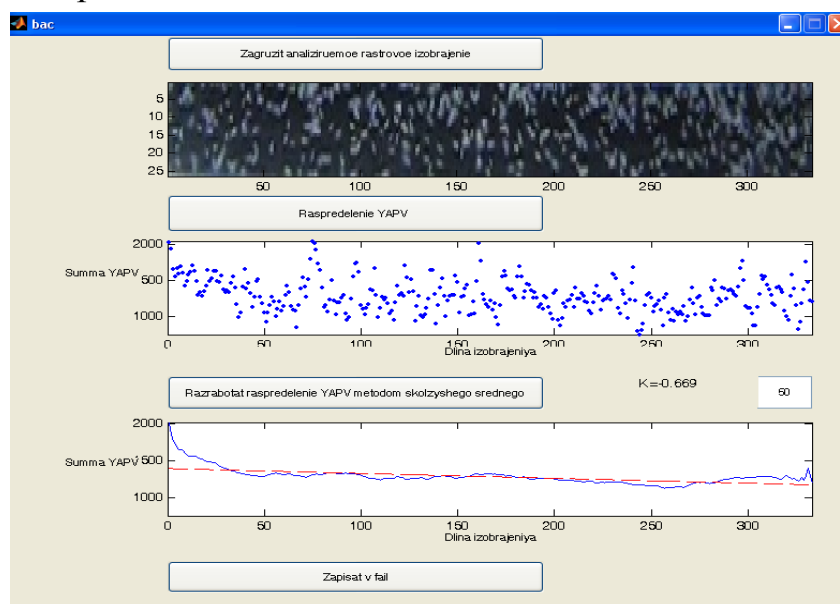 bac
Zagruzit analiziruemoe rastrovoe izobrajenie
5
10
15
20
25
50 100 150 200 250 300
Raspredelenie YAPV
2000
Summa YAPV 500
1000
0 50 100 150 200 250 300
Dlina izobrajeniya
Razrabotat raspredelenie YAPV metodom skolzyshego srednego K=-0.669 50
2000
Summa YAPV 1500
1000
0 50 100 150 200 250 300
Dlina izobrajeniya
Zapisat v fail